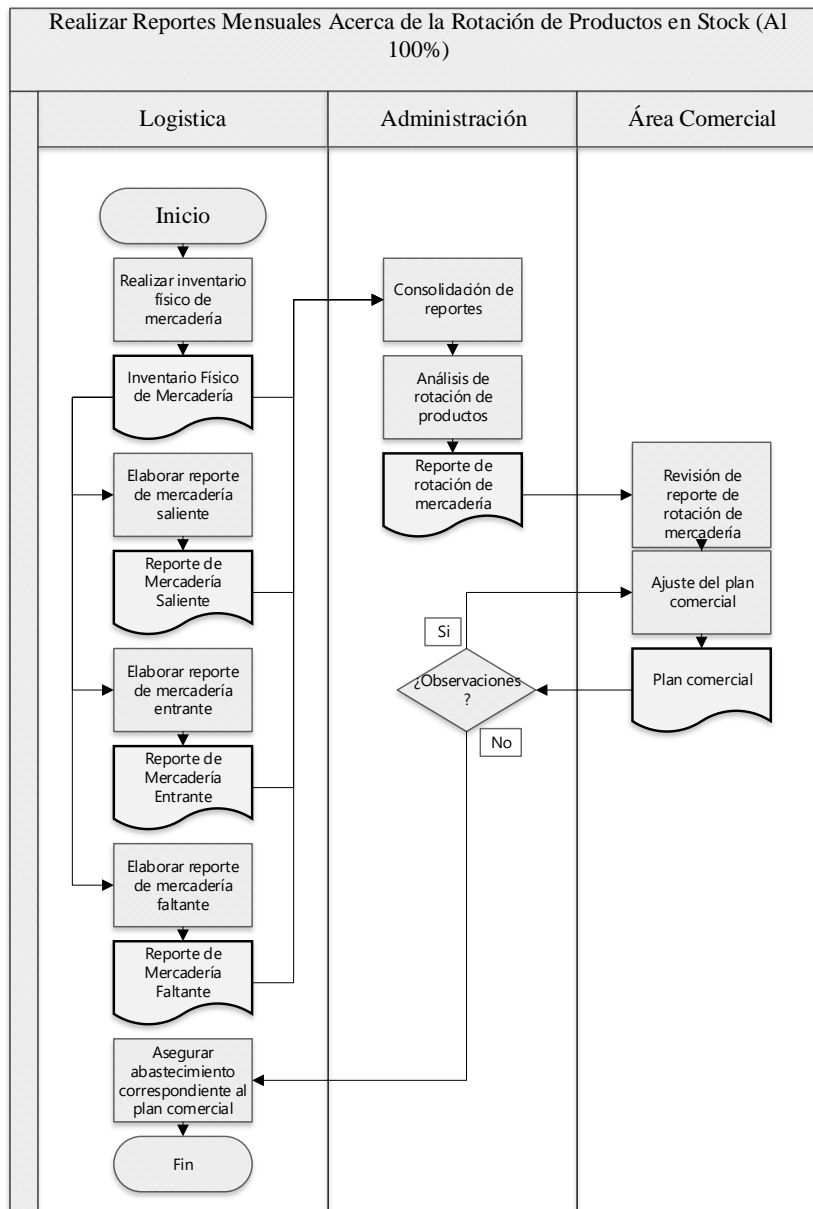 Realizar Reportes Mensuales Acerca de la Rotación de Productos en Stock (Al
100%)
Logistica
Administración
Área Comercial
Inicio
Realizar inventario
físico de
mercadería
Inventario Físico
de Mercadería
Elaborar reporte
de mercadería
saliente
Reporte de
Mercadería
Saliente
Elaborar reporte
de mercadería
entrante
Reporte de
Mercadería
Entrante
Elaborar reporte
de mercadería
faltante
Reporte de
Mercadería
Faltante
Asegurar
abastecimiento
correspondiente al
plan comercial
Fin
Consolidación de
reportes
Análisis de
rotación de
productos
Reporte de
rotación de
mercadería
Si
¿Observaciones
?
No
Revisión de
reporte de
rotación de
mercadería
Ajuste del plan
comercial
Plan comercial